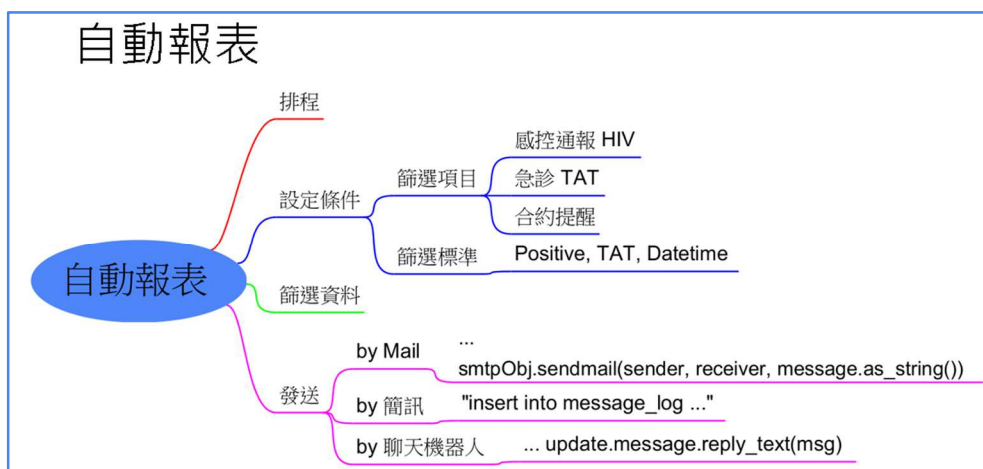 自動報表
自動報表
排程
設定條件
篩選項目
感控通報 HIV
急診 TAT
合約提醒
篩選標準
Positive, TAT, Datetime
篩選資料
發送
by Mail
...
smtpObj.sendmail(sender, receiver, message.as_string())
by 簡訊
"insert into message_log ..."
by 聊天機器人
... update.message.reply_text(msg)